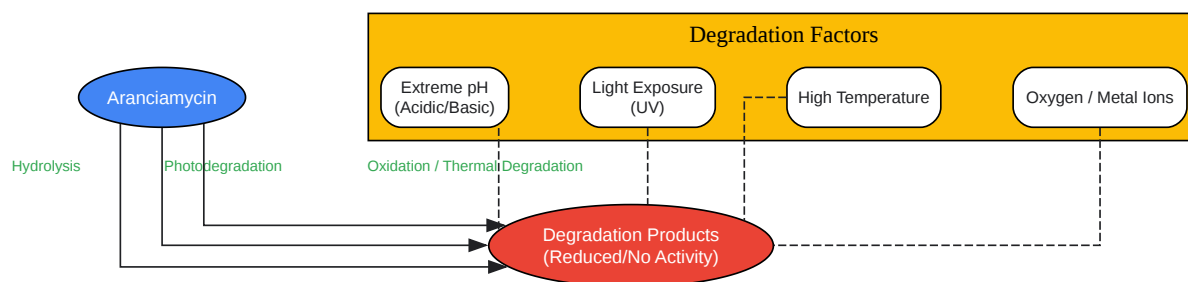 Degradation Factors
Aranciamycin
Extreme pH
(Acidic/Basic)
Light Exposure
(UV)
High Temperature
Oxygen / Metal Ions
Hydrolysis
Photodegradation
Oxidation / Thermal Degradation
Degradation Products
(Reduced/No Activity)